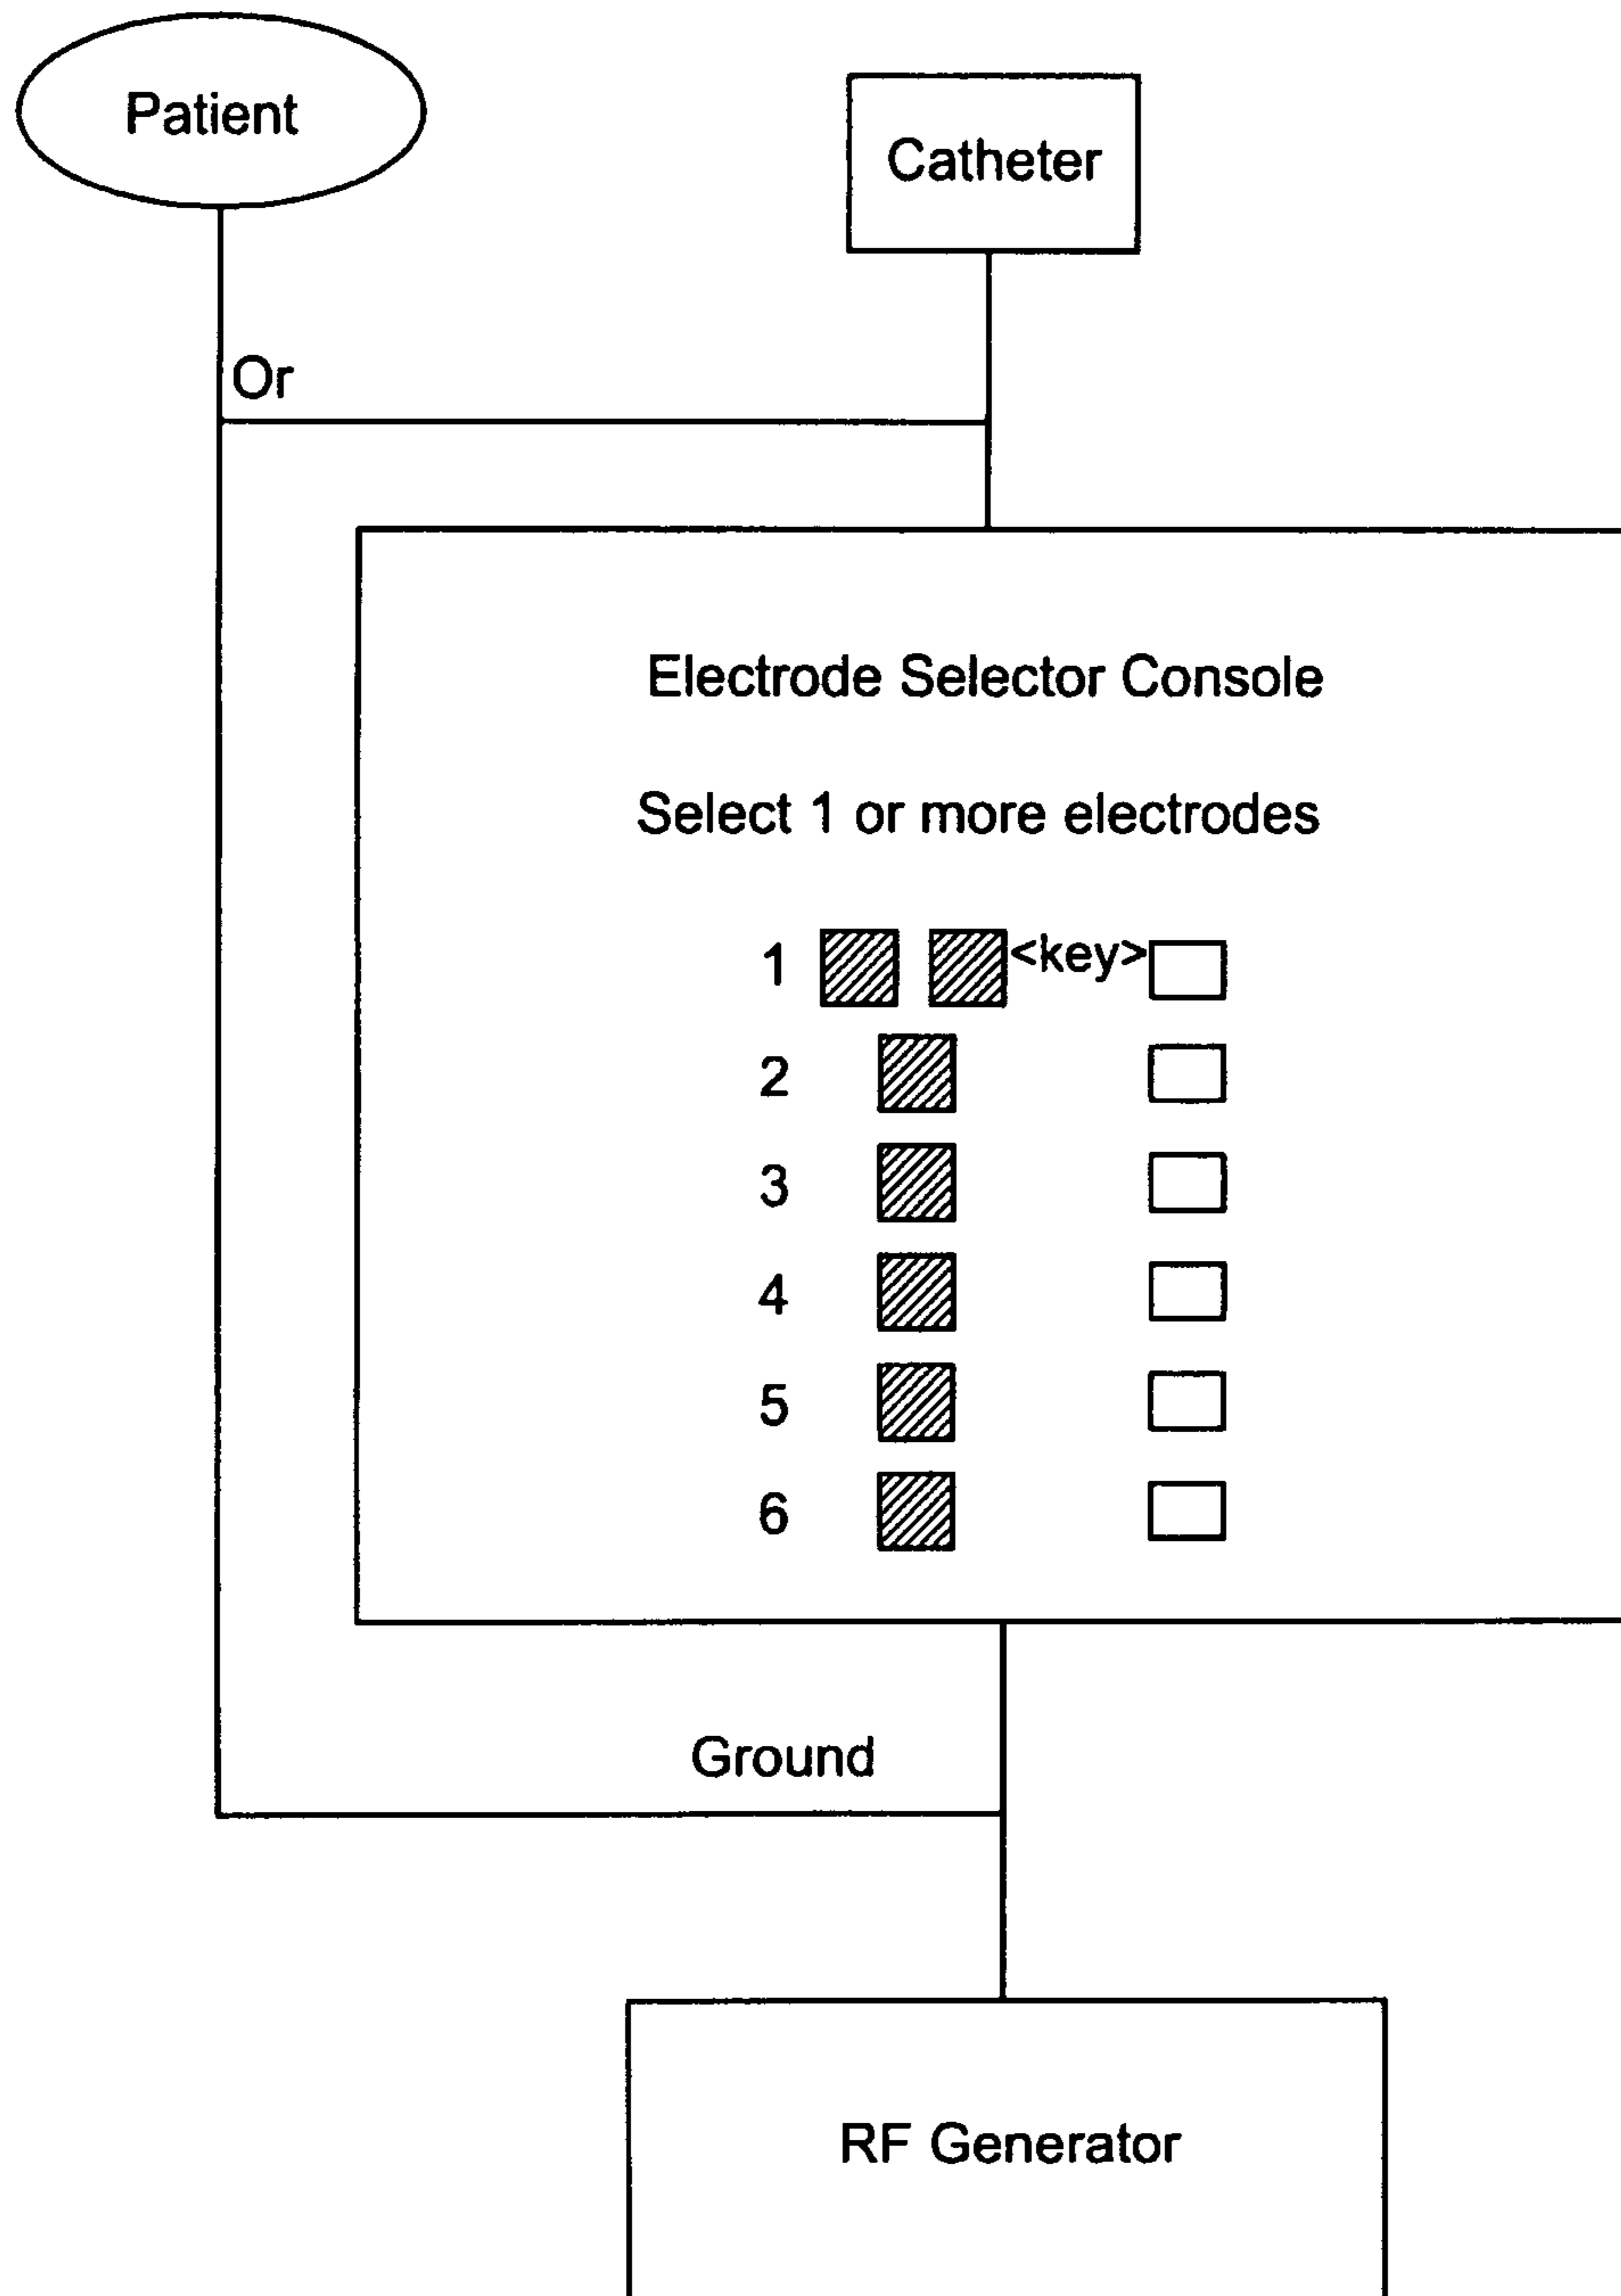 Patient
Catheter
Or
Electrode Selector Console
Select 1 or more electrodes
1 <key>
2
3
4
5
6
Ground
RF Generator